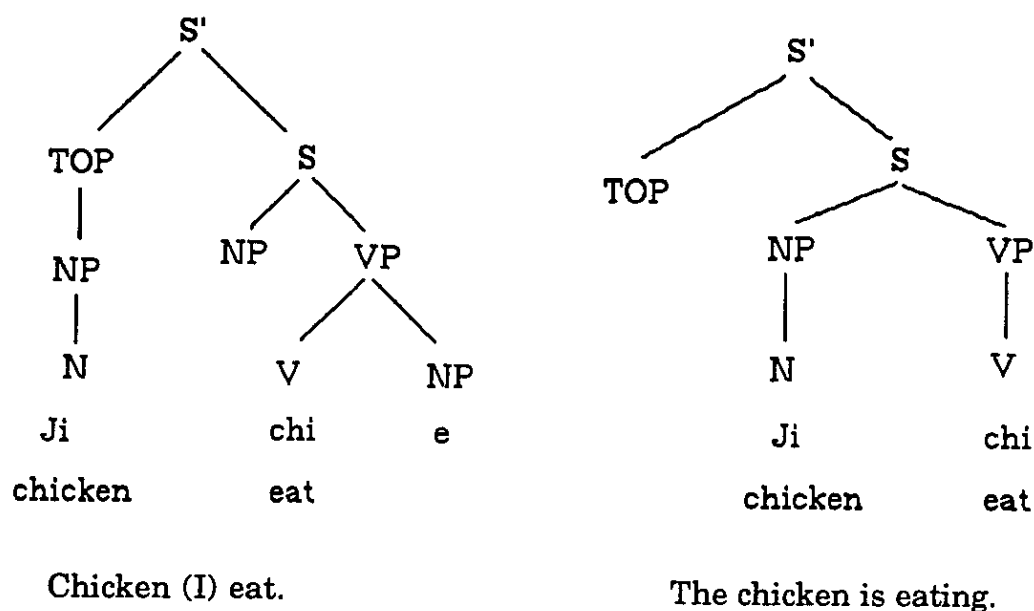 S'
TOP S
NP NP VP
N V NP
Ji chi e
chicken eat
Chicken (I) eat.
S'
TOP S
NP VP
N V
Ji chi
chicken eat
The chicken is eating.